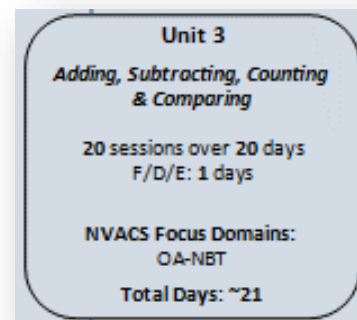 Unit 3
Adding, Subtracting, Counting
& Comparing
20 sessions over 20 days
F/D/E: 1 days
NVACS Focus Domains:
OA-NBT
Total Days: ~21